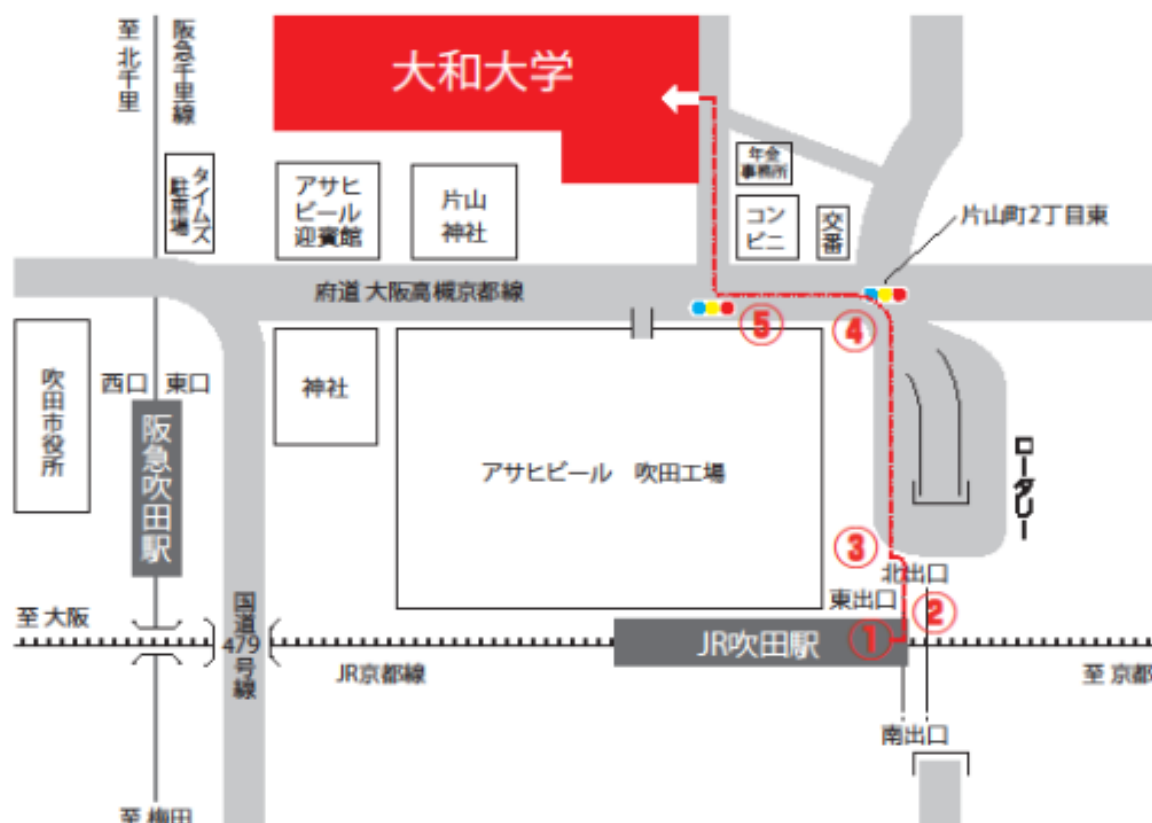 至 北千里
阪急千里線
大和大学
タイムズ
駐車場
アサヒ
ビール
迎賓館
片山
神社
年金
事務所
コン
ビニ
交番
片山町2丁目東
府道 大阪高槻京都線
⑤
④
吹田市役所
西口
東口
阪急吹田駅
神社
アサヒビール 吹田工場
ロータリー
③
北出口
東出口
②
至 大阪
国道
479
号線
JR吹田駅
①
JR京都線
至 京都
南出口
至 梅田